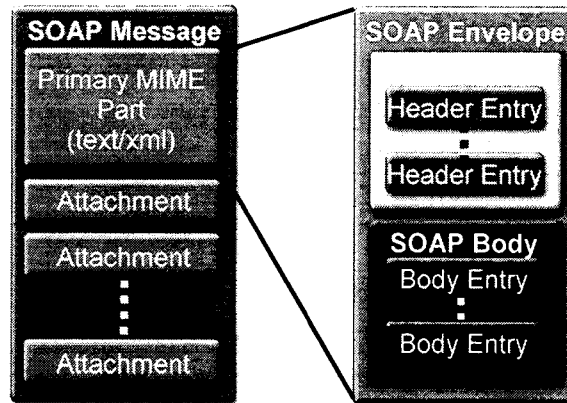 SOAP Message
Primary MIME
Part
(text/xml)
Attachment
Attachment
Attachment
SOAP Envelope
Header Entry
Header Entry
SOAP Body
Body Entry
Body Entry